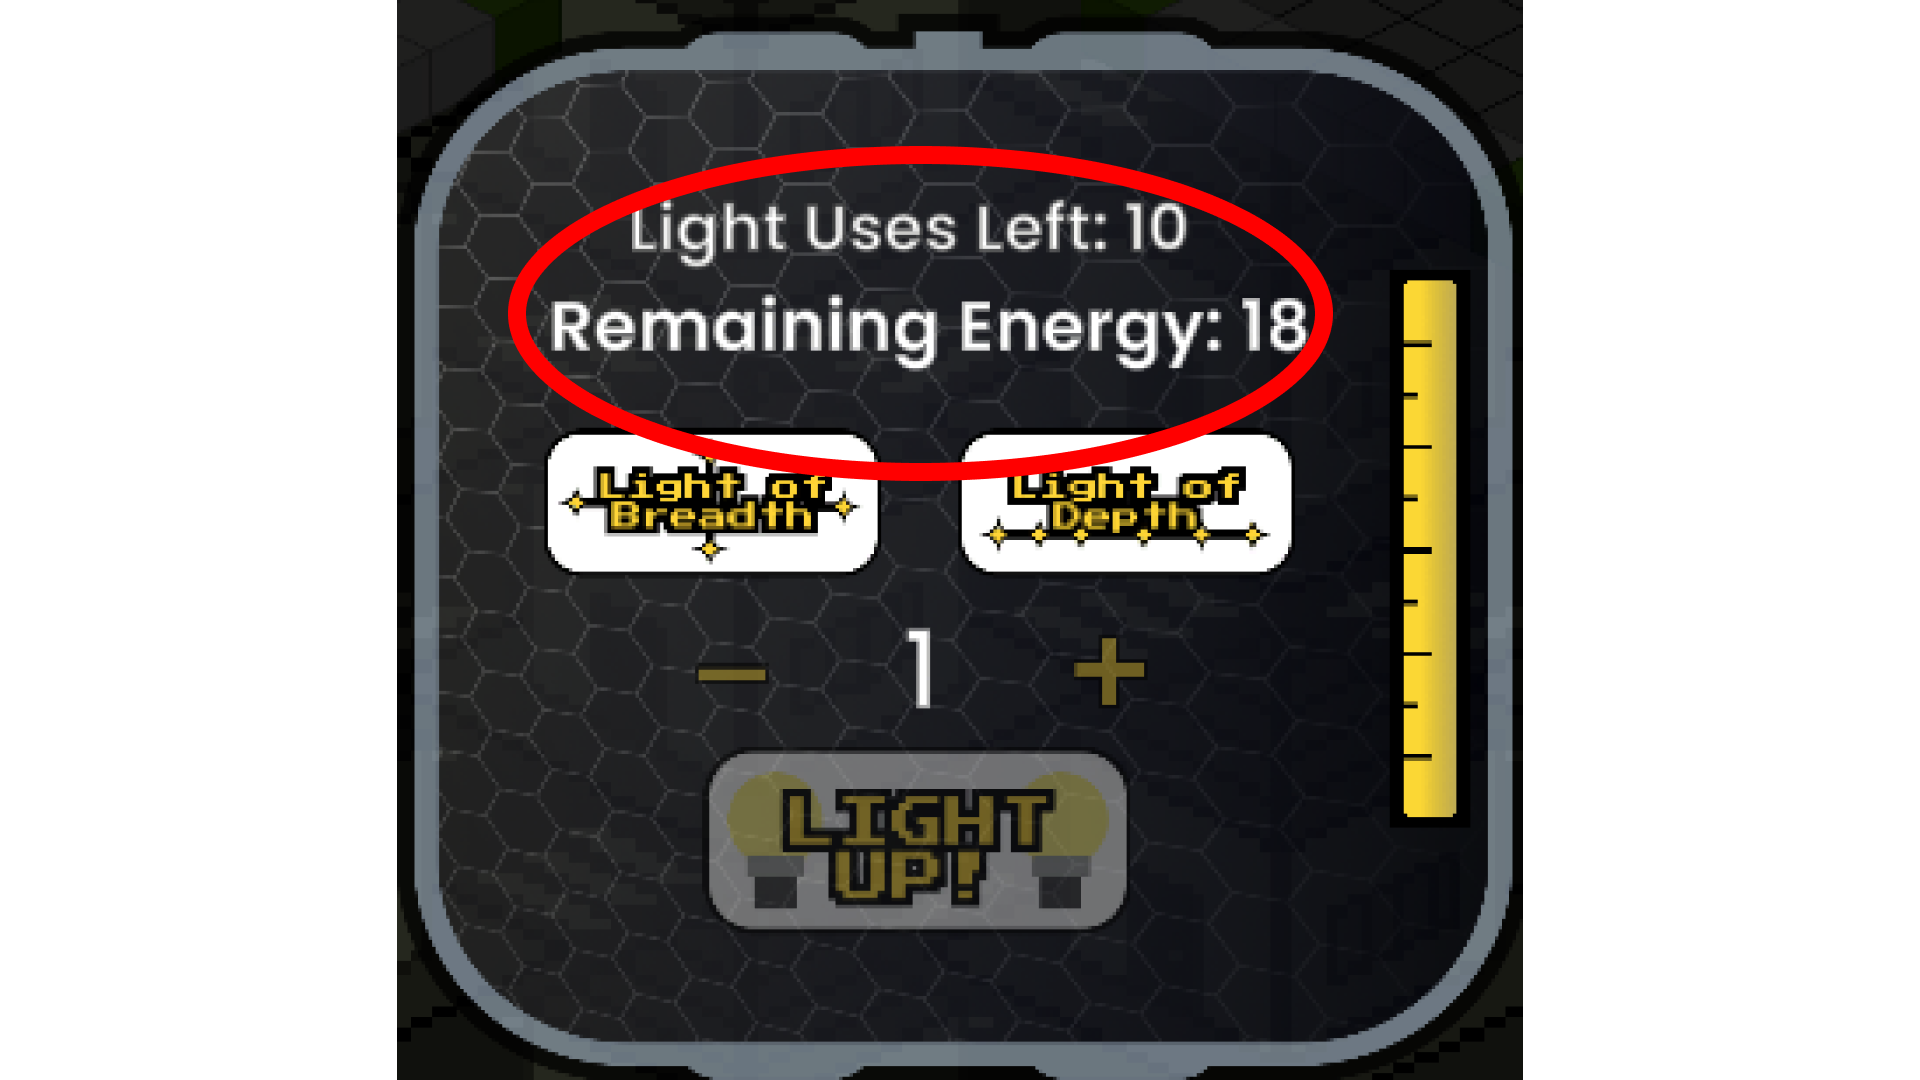 Light Uses Left: 10
Remaining Energy: 18
Light of
Breadth
Light of
Depth
1
LIGHT
UP!